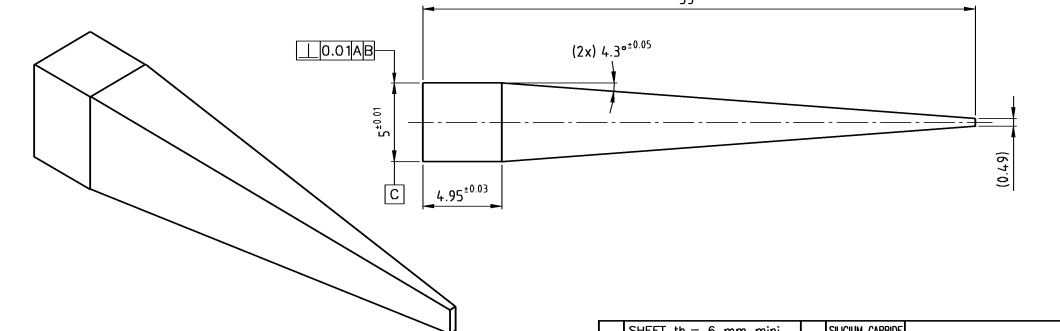 (2x) 4.3°±0.05
⊥ 0.01 A B
5±0.01
C
4.95±0.03
(0.49)
SHEET th = 6 mm mini
SILICIUM CARBIDE